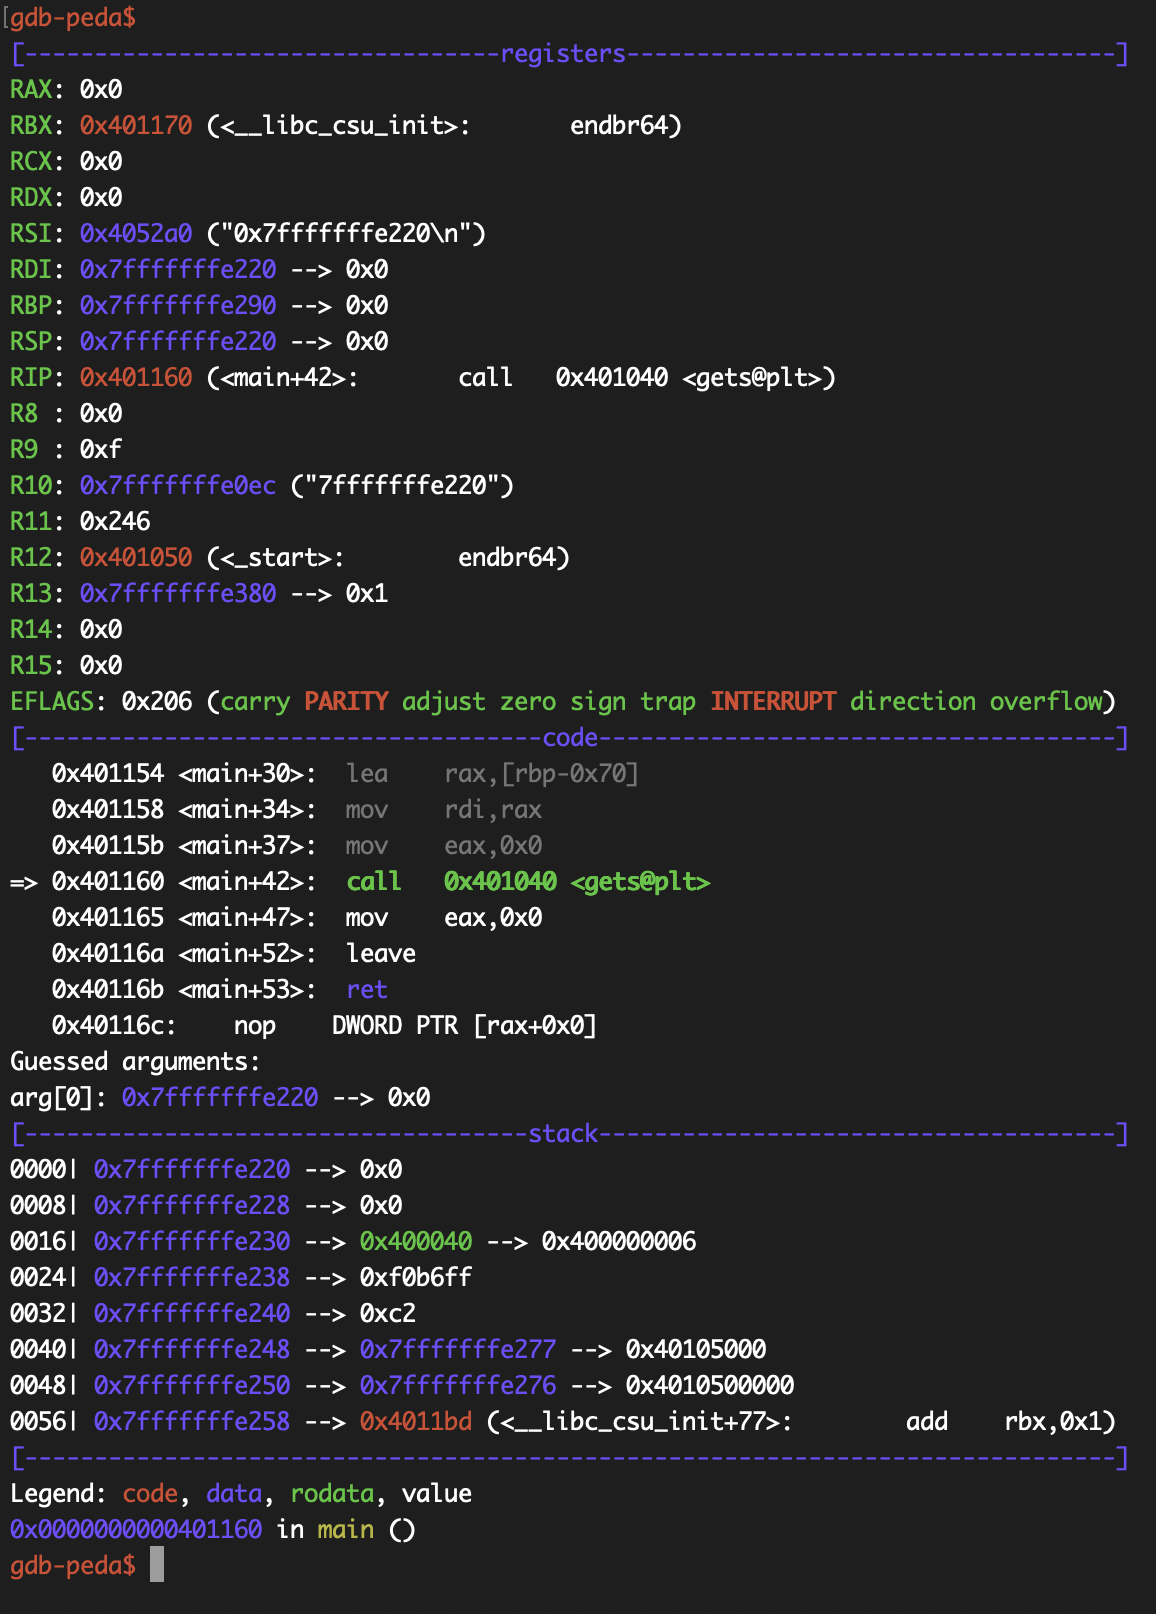 [gdb-peda$
[----------------------------------registers-----------------------------------]
RAX: 0x0
RBX: 0x401170 (<__libc_csu_init>:       endbr64)
RCX: 0x0
RDX: 0x0
RSI: 0x4052a0 ("0x7fffffffe220\n")
RDI: 0x7fffffffe220 --> 0x0
RBP: 0x7fffffffe290 --> 0x0
RSP: 0x7fffffffe220 --> 0x0
RIP: 0x401160 (<main+42>:       call   0x401040 <gets@plt>)
R8 : 0x0
R9 : 0xf
R10: 0x7fffffffe0ec ("7fffffffe220")
R11: 0x246
R12: 0x401050 (<_start>:        endbr64)
R13: 0x7fffffffe380 --> 0x1
R14: 0x0
R15: 0x0
EFLAGS: 0x206 (carry PARITY adjust zero sign trap INTERRUPT direction overflow)
[-------------------------------------code-------------------------------------]
   0x401154 <main+30>:  lea    rax,[rbp-0x70]
   0x401158 <main+34>:  mov    rdi,rax
   0x40115b <main+37>:  mov    eax,0x0
=> 0x401160 <main+42>:  call   0x401040 <gets@plt>
   0x401165 <main+47>:  mov    eax,0x0
   0x40116a <main+52>:  leave
   0x40116b <main+53>:  ret
   0x40116c:    nop    DWORD PTR [rax+0x0]
Guessed arguments:
arg[0]: 0x7fffffffe220 --> 0x0
[------------------------------------stack-------------------------------------]
0000| 0x7fffffffe220 --> 0x0
0008| 0x7fffffffe228 --> 0x0
0016| 0x7fffffffe230 --> 0x400040 --> 0x400000006
0024| 0x7fffffffe238 --> 0xf0b6ff
0032| 0x7fffffffe240 --> 0xc2
0040| 0x7fffffffe248 --> 0x7fffffffe277 --> 0x40105000
0048| 0x7fffffffe250 --> 0x7fffffffe276 --> 0x4010500000
0056| 0x7fffffffe258 --> 0x4011bd (<__libc_csu_init+77>:        add    rbx,0x1)
[------------------------------------------------------------------------------]
Legend: code, data, rodata, value
0x0000000000401160 in main ()
gdb-peda$